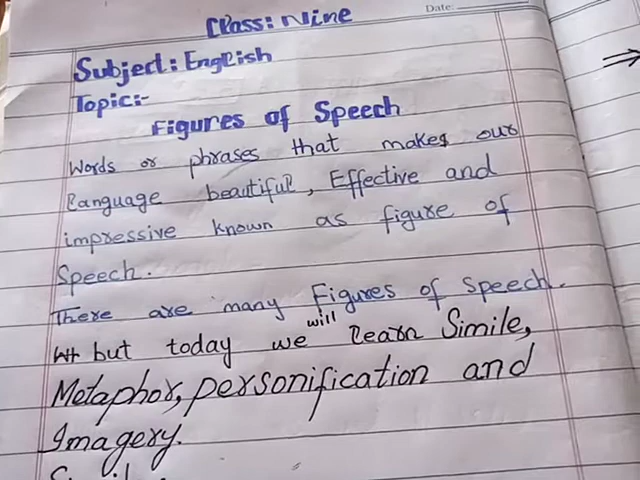 Class: Nine
Date:
Subject: English
Topic:-
Figures of Speech
Words or phrases that makes our
language beautiful, Effective and
impressive known as figure of
Speech.
There are many Figures of Speech.
but today we will learn Simile,
Metaphor, personification and
Imagery.